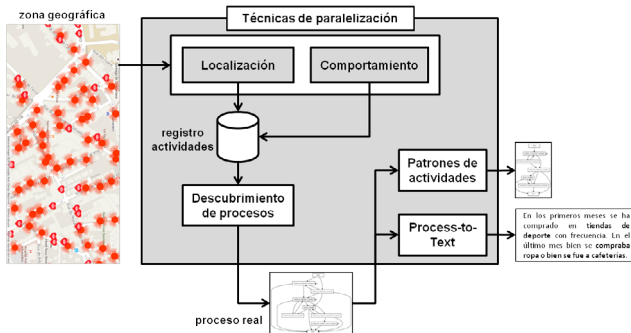 zona geográfica
Técnicas de paralelización
Localización
Comportamiento
registro
actividades
Descubrimiento
de procesos
Patrones de
actividades
Process-to-
Text
En los primeros meses se ha
comprado en tiendas de
deporte con frecuencia. En el
último mes bien se compraba
ropa o bien se fue a cafeterías.
proceso real